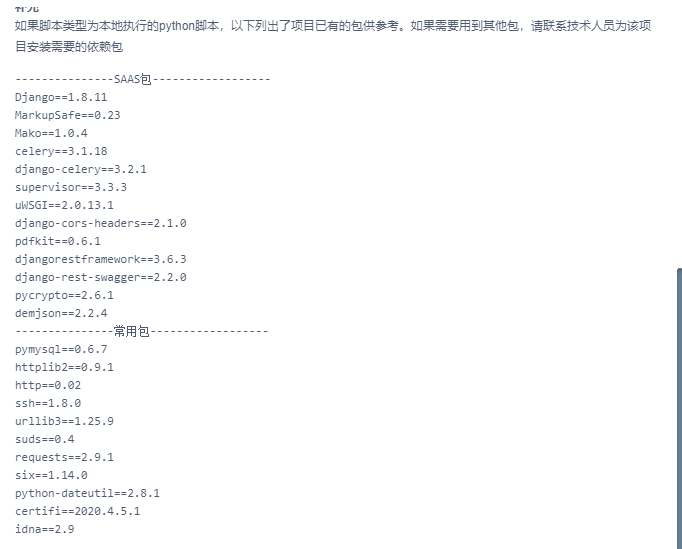 补充
如果脚本类型为本地执行的python脚本，以下列出了项目已有的包供参考。如果需要用到其他包，请联系技术人员为该项
目安装需要的依赖包
---------------SAAS包------------------
Django==1.8.11
MarkupSafe==0.23
Mako==1.0.4
celery==3.1.18
django-celery==3.2.1
supervisor==3.3.3
uWSGI==2.0.13.1
django-cors-headers==2.1.0
pdfkit==0.6.1
djangorestframework==3.6.3
django-rest-swagger==2.2.0
pycrypto==2.6.1
demjson==2.2.4
---------------常用包------------------
pymysql==0.6.7
httplib2==0.9.1
http==0.02
ssh==1.8.0
urllib3==1.25.9
suds==0.4
requests==2.9.1
six==1.14.0
python-dateutil==2.8.1
certifi==2020.4.5.1
idna==2.9